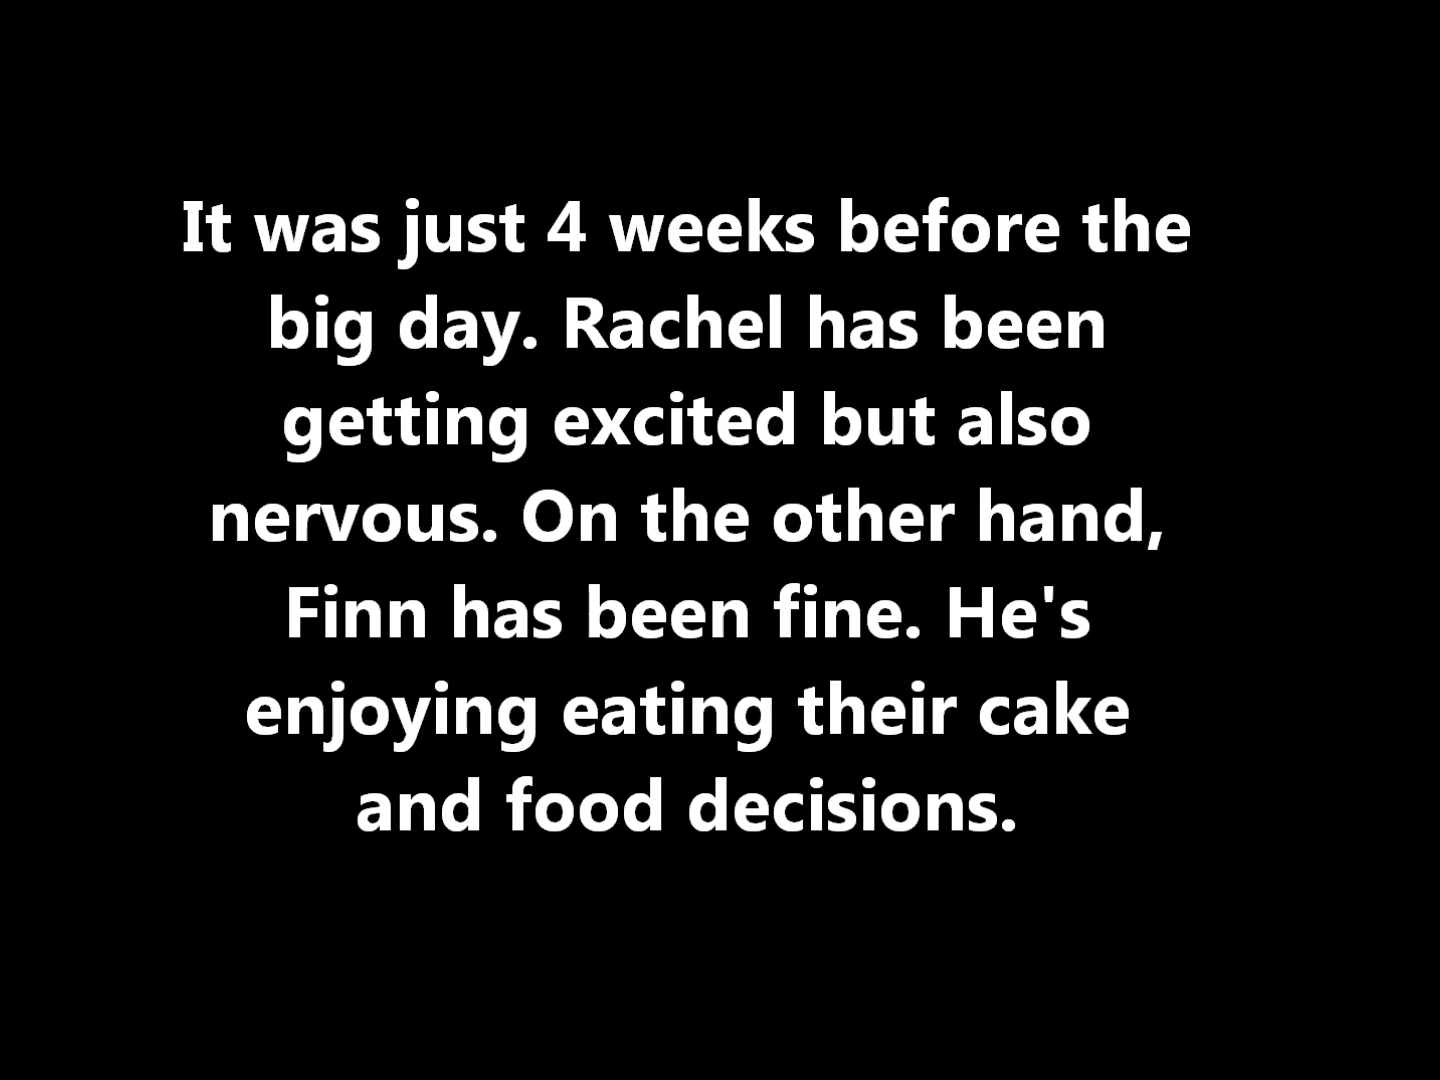 It was just 4 weeks before the
big day. Rachel has been
getting excited but also
nervous. On the other hand,
Finn has been fine. He's
enjoying eating their cake
and food decisions.